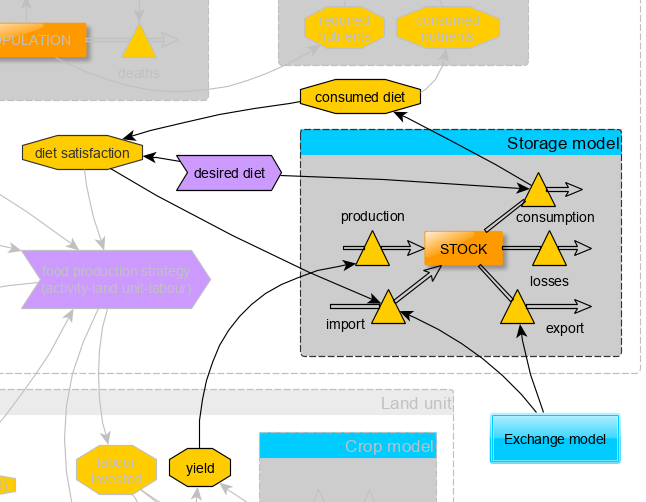 required
nutrients
consumed
nutrients
OPULATION
deaths
consumed diet
diet satisfaction
desired diet
Storage model
production
consumption
STOCK
losses
import
export
food production strategy
(activity-land unit-labour)
Land unit
Exchange model
Crop model
labour
invested
yield